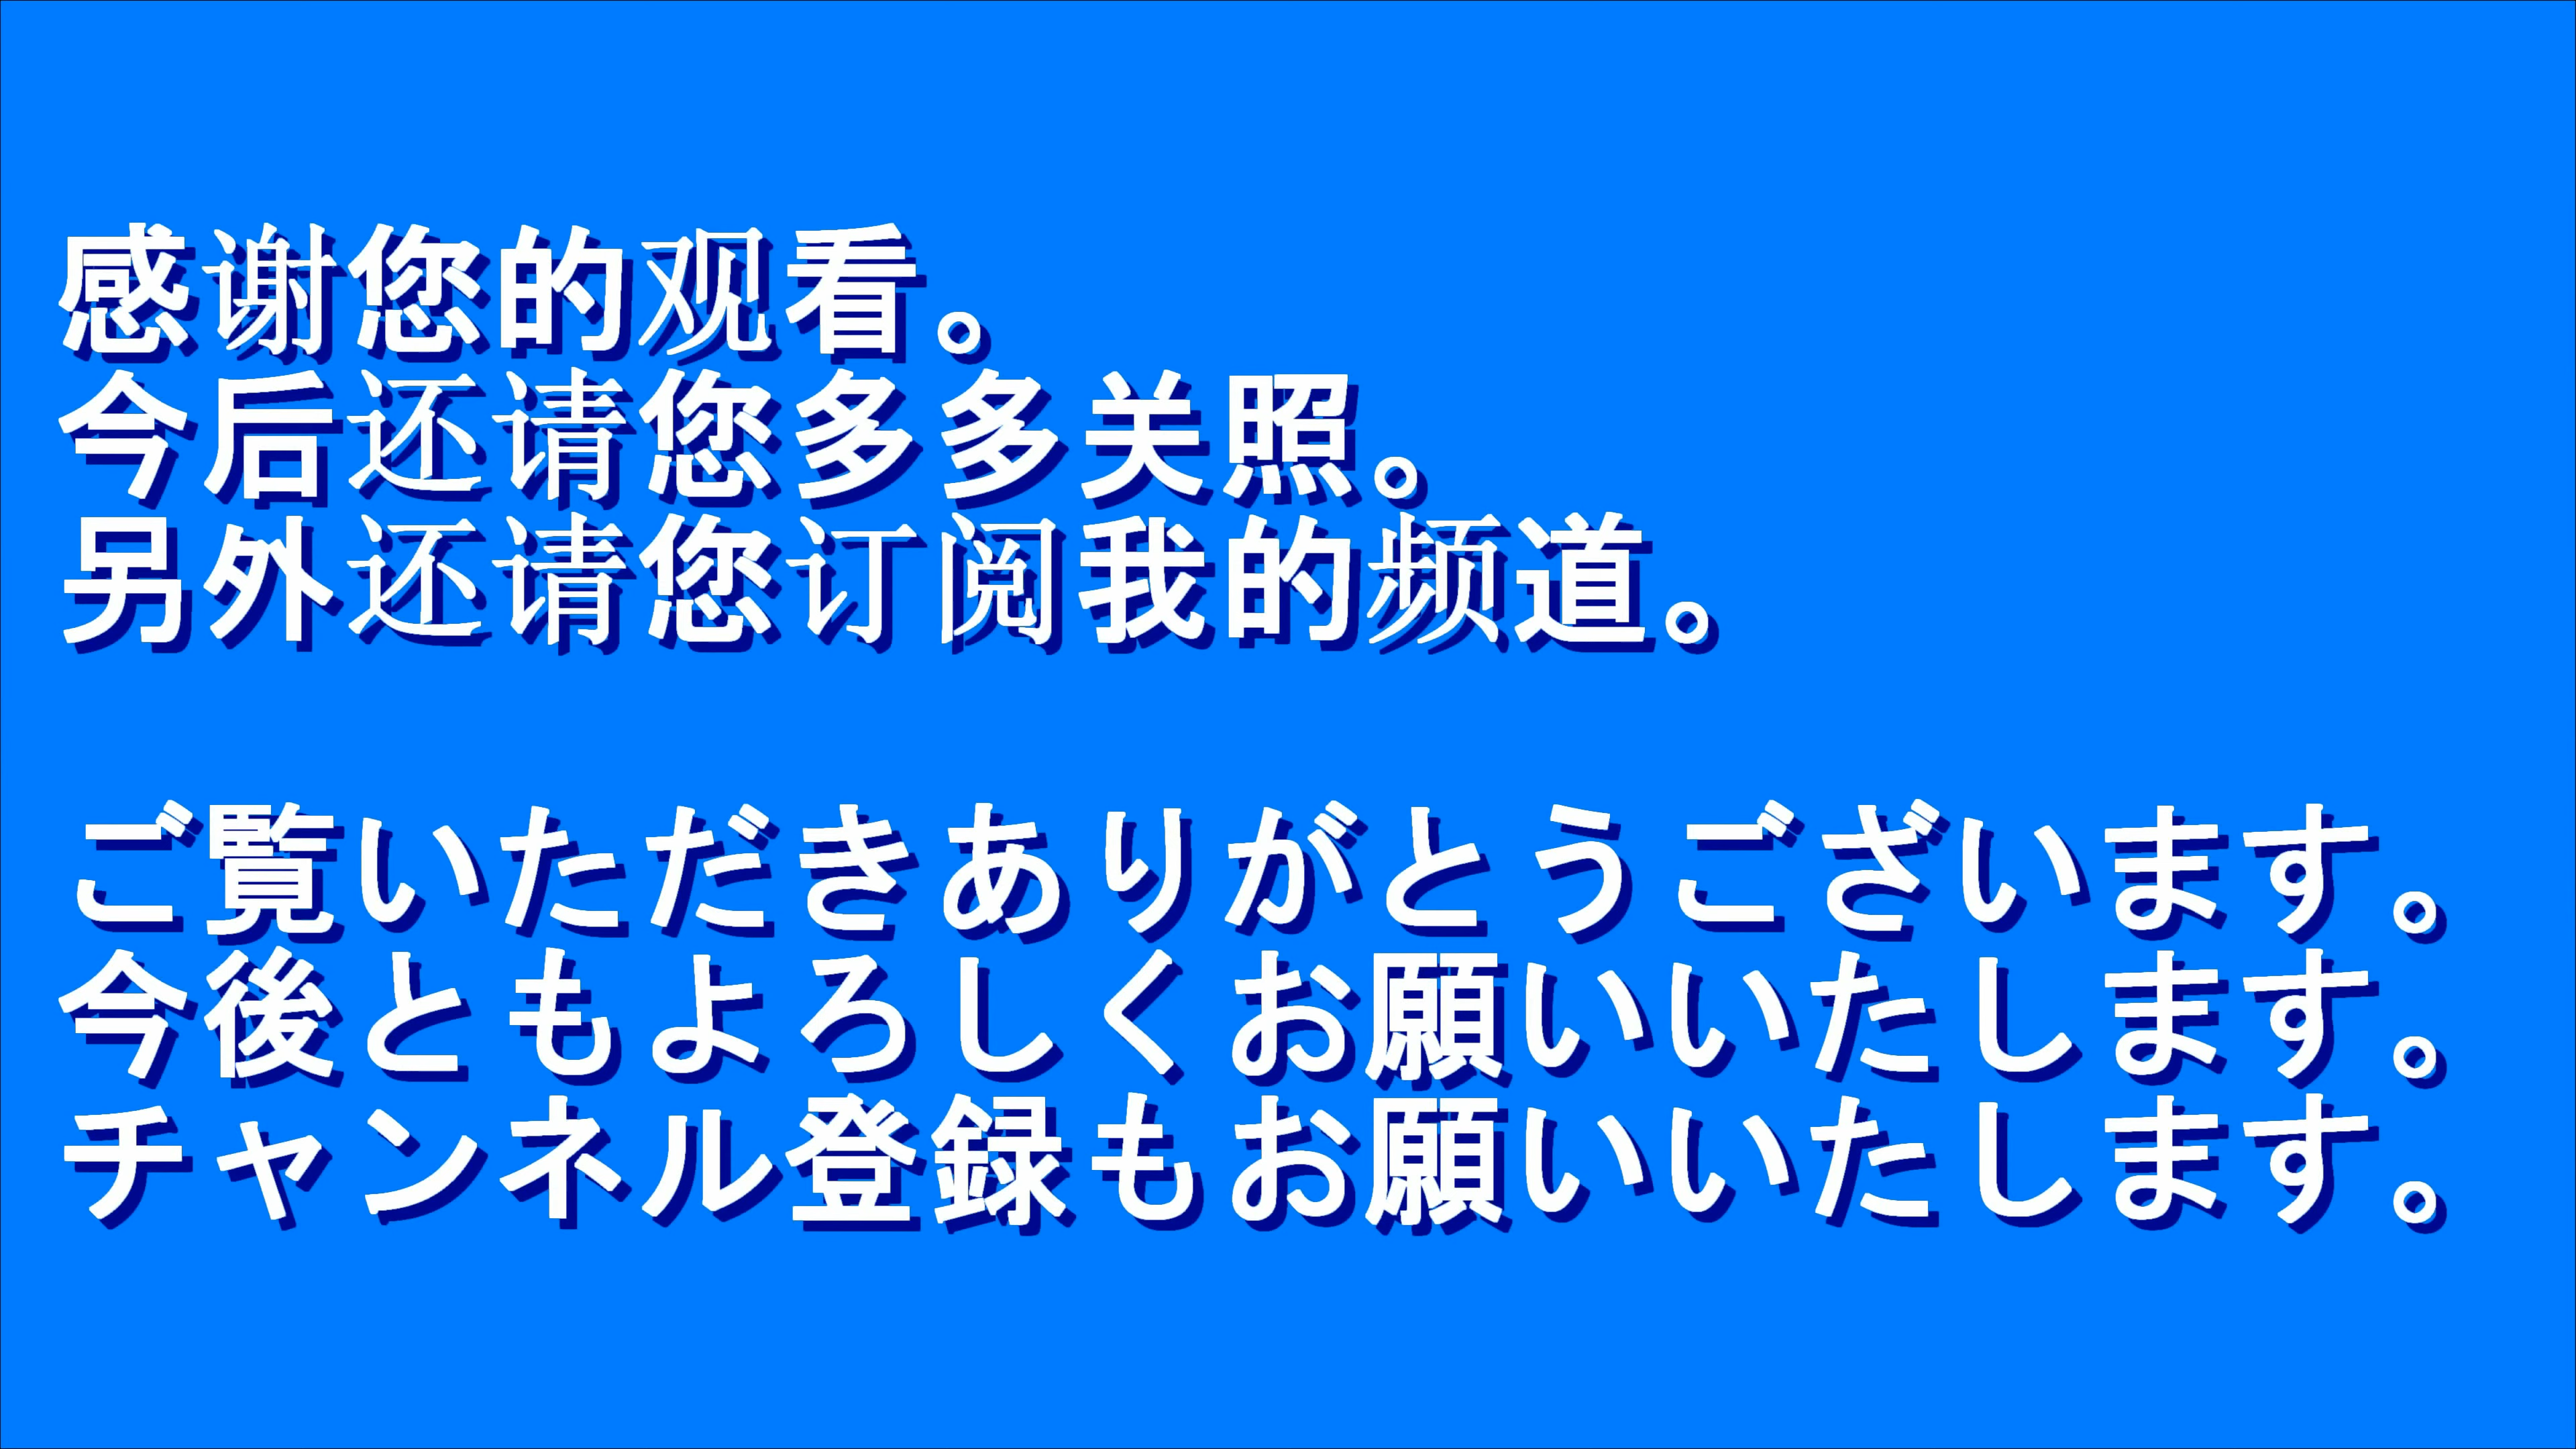 感谢您的观看。
今后还请您多多关照。
另外还请您订阅我的频道。
ご覧いただきありがとうございます。
今後ともよろしくお願いいたします。
チャンネル登録もお願いいたします。